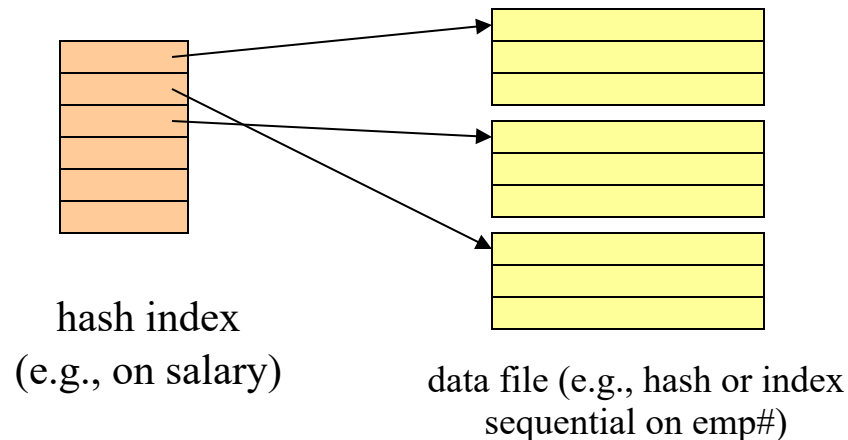 hash index
(e.g., on salary)
data file (e.g., hash or index
sequential on emp#)